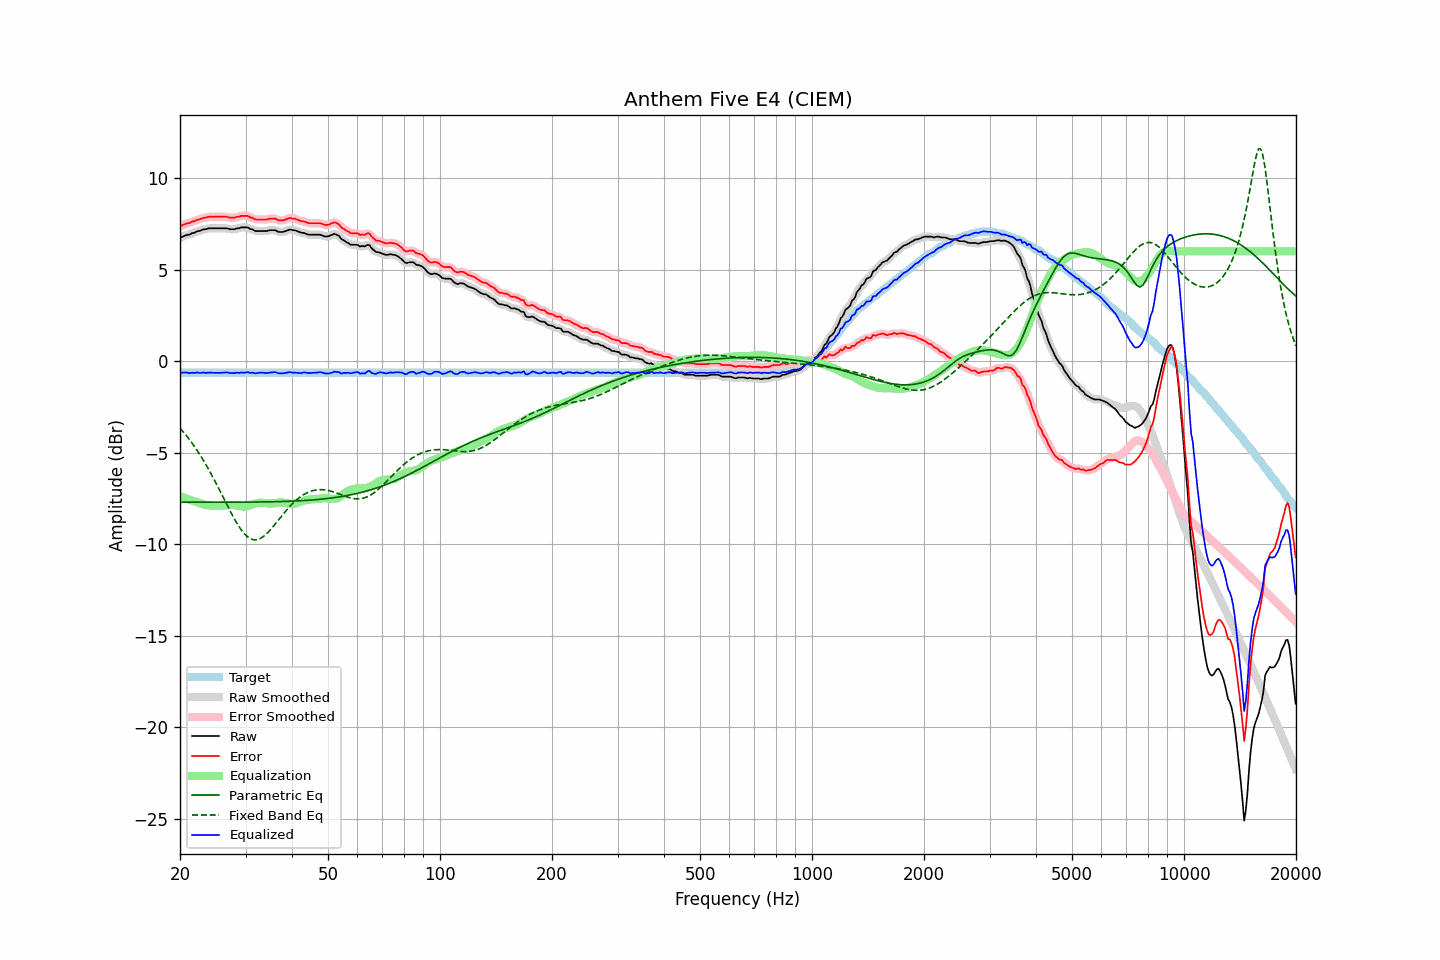 Anthem Five E4 (CIEM)
Amplitude (dBr)
10
5
0
−5
−10
−15
−20
−25
Target
Raw Smoothed
Error Smoothed
Raw
Error
Equalization
Parametric Eq
Fixed Band Eq
Equalized
20
50
100
200
500
1000
2000
5000
10000
20000
Frequency (Hz)